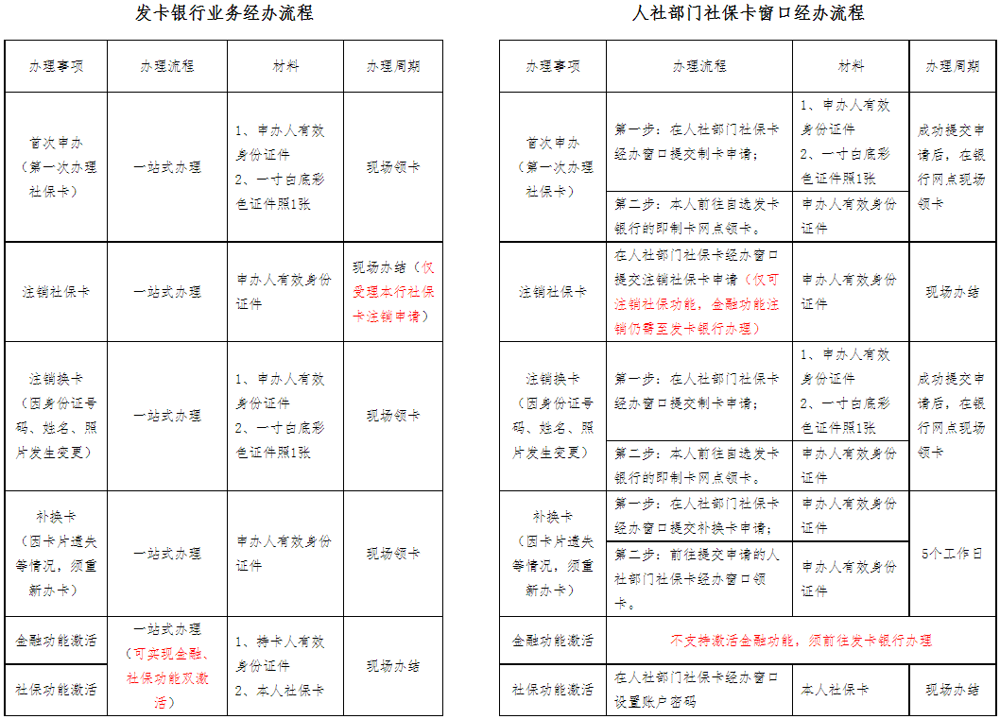 发卡银行业务经办流程
办理事项
办理流程
材料
办理周期
首次申办
（第一次办理
社保卡）
一站式办理
1、申办人有效
身份证件
2、一寸白底彩
色证件照1张
现场领卡
注销社保卡
一站式办理
申办人有效身份
证件
现场办结（仅
受理本行社保
卡注销申请）
注销换卡
（因身份证号
码、姓名、照
片发生变更）
一站式办理
1、申办人有效
身份证件
2、一寸白底彩
色证件照1张
现场领卡
补换卡
（因卡片遗失
等情况，须重
新办卡）
一站式办理
申办人有效身份
证件
现场领卡
金融功能激活
社保功能激活
一站式办理
（可实现金融、
社保功能双激
活）
1、持卡人有效
身份证件
2、本人社保卡
现场办结
人社部门社保卡窗口经办流程
办理事项
办理流程
材料
办理周期
首次申办
（第一次办理
社保卡）
第一步：在人社部门社保卡
经办窗口提交制卡申请；
1、申办人有效
身份证件
2、一寸白底彩
色证件照1张
第二步：本人前往自选发卡
银行的即制卡网点领卡。
申办人有效身份
证件
成功提交申
请后，在银
行网点现场
领卡
注销社保卡
在人社部门社保卡经办窗口
提交注销社保卡申请（仅可
注销社保功能，金融功能注
销仍需至发卡银行办理）
申办人有效身份
证件
现场办结
注销换卡
（因身份证号
码、姓名、照
片发生变更）
第一步：在人社部门社保卡
经办窗口提交制卡申请；
1、申办人有效
身份证件
2、一寸白底彩
色证件照1张
第二步：本人前往自选发卡
银行的即制卡网点领卡。
申办人有效身份
证件
成功提交申
请后，在银
行网点现场
领卡
补换卡
（因卡片遗失
等情况，须重
新办卡）
第一步：在人社部门社保卡
经办窗口提交补换卡申请；
申办人有效身份
证件
第二步：前往提交申请的人
社部门社保卡经办窗口领
卡。
申办人有效身份
证件
5个工作日
金融功能激活
不支持激活金融功能，须前往发卡银行办理
社保功能激活
在人社部门社保卡经办窗口
设置账户密码
本人社保卡
现场办结